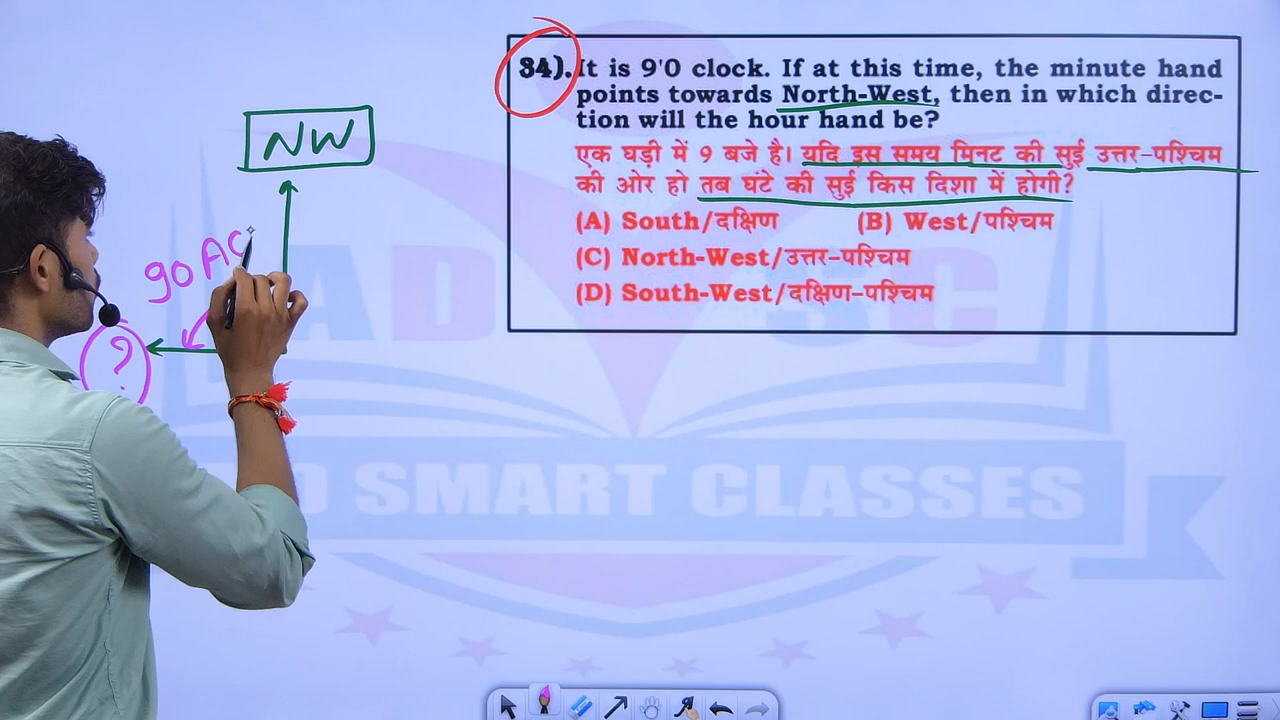 34). It is 9'0 clock. If at this time, the minute hand
points towards North-West, then in which direc-
tion will the hour hand be?
एक घड़ी में 9 बजे है। यदि इस समय मिनट की सुई उत्तर-पश्चिम
की ओर हो तब घंटे की सुई किस दिशा में होगी?
(A) South/दक्षिण (B) West/पश्चिम
(C) North-West/उत्तर-पश्चिम
(D) South-West/दक्षिण-पश्चिम
NW
90 AC
?
SMART CLASSES